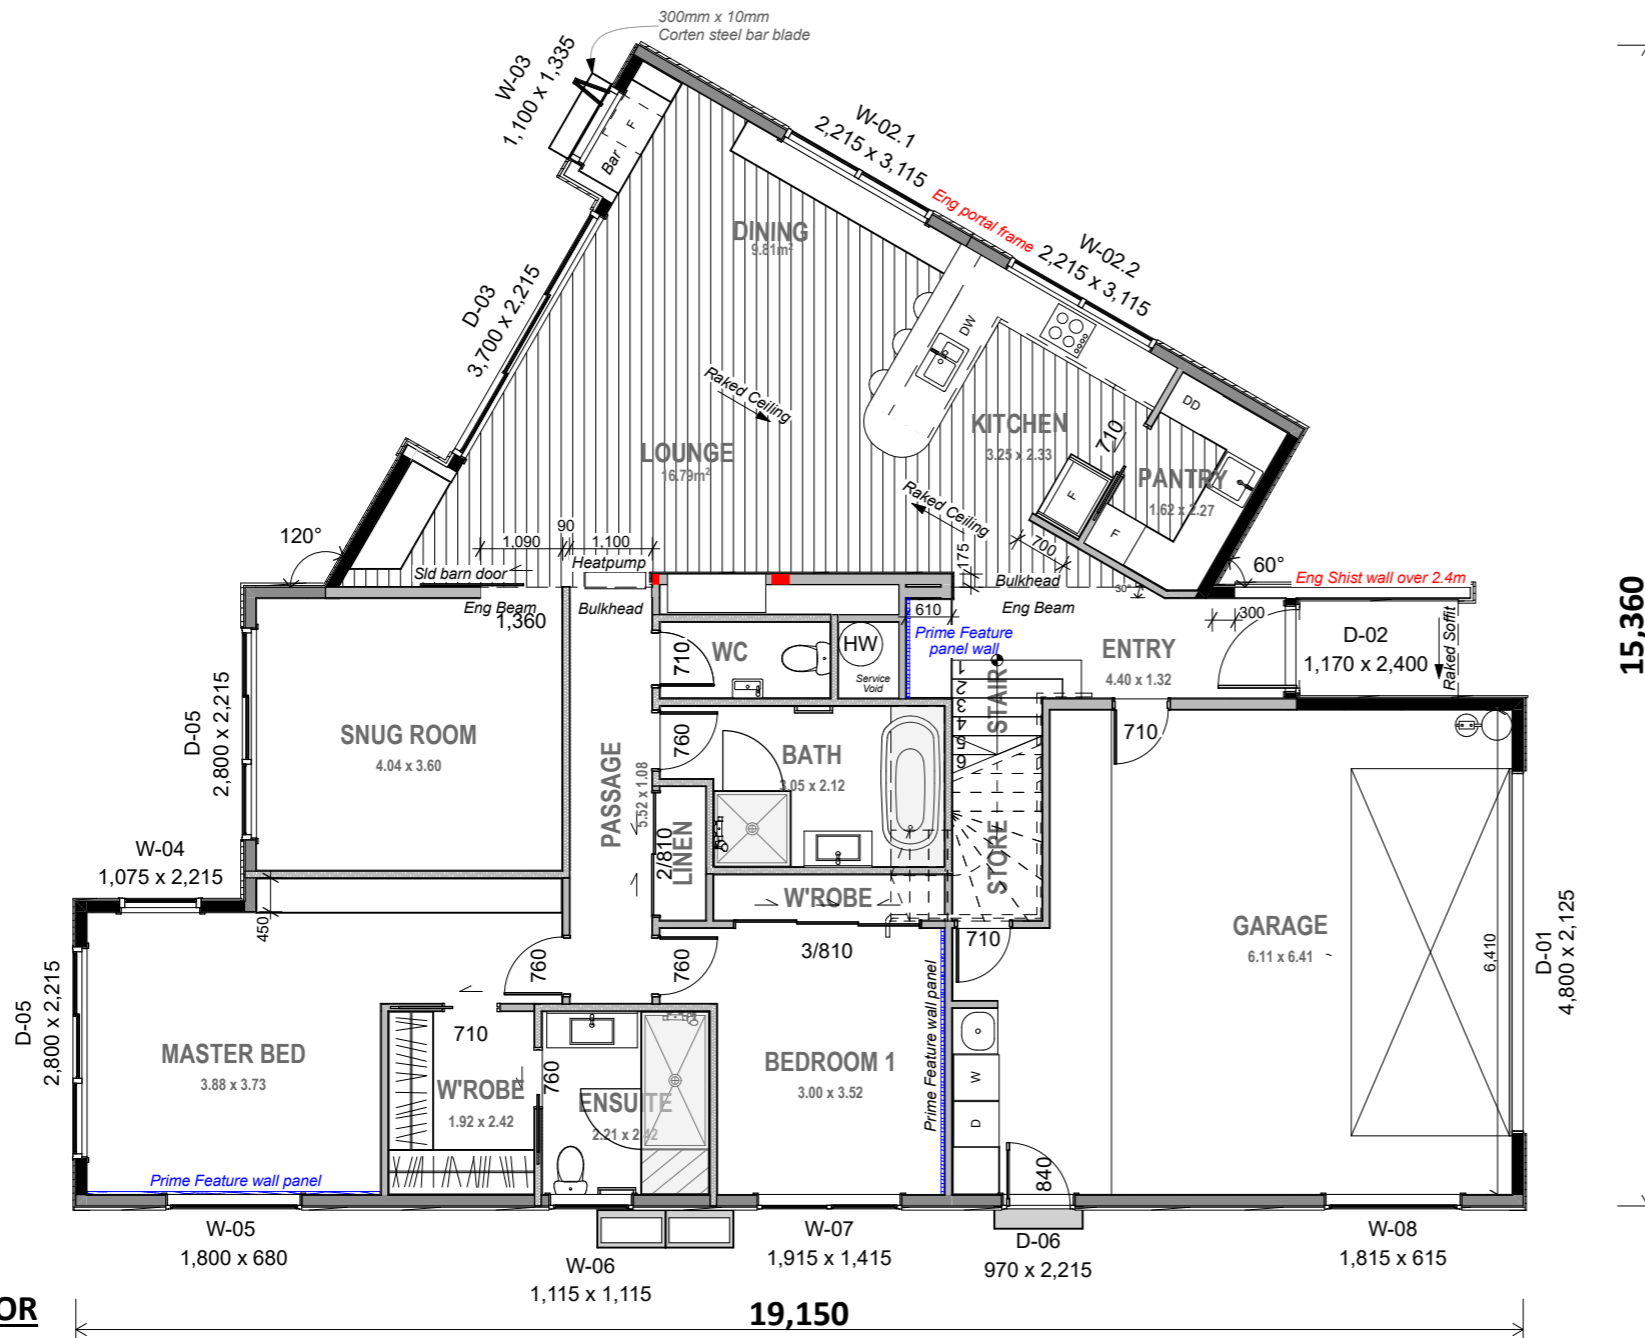 300mm x 10mm
Corten steel bar blade
W-03
1,100 x 1,335
Bar
F
W-02.1
2,215 x 3,115
Eng portal frame
W-02.2
2,215 x 3,115
DINING
9.81m²
D-03
3,700 x 2,215
DW
Raked Ceiling
LOUNGE
16.79m²
KITCHEN
3.25 x 2.33
710
DD
PANTRY
1.62 x 2.27
F
F
Raked Ceiling
700
120°
1,090
90
1,100
175
Sld barn door
Heatpump
Bulkhead
30°
60°
Eng Shist wall over 2.4m
Eng Beam
1,360
Bulkhead
610
Eng Beam
300
Prime Feature
panel wall
WC
710
HW
Service
Void
ENTRY
4.40 x 1.32
D-02
1,170 x 2,400
Raked Soffit
15,360
1
2
3
4
5
6
STAIR
D-05
2,800 x 2,215
SNUG ROOM
4.04 x 3.60
PASSAGE
5.52 x 1.08
760
BATH
3.05 x 2.12
710
2/810
LINEN
STORE
W-04
1,075 x 2,215
450
W'ROBE
3/810
710
GARAGE
6.11 x 6.41
6,410
D-01
4,800 x 2,125
760
760
D-05
2,800 x 2,215
MASTER BED
3.88 x 3.73
710
W'ROBE
1.92 x 2.42
760
ENSUITE
2.21 x 2.42
BEDROOM 1
3.00 x 3.52
Prime Feature wall panel
W
D
840
Prime Feature wall panel
W-05
1,800 x 680
W-06
1,115 x 1,115
W-07
1,915 x 1,415
D-06
970 x 2,215
W-08
1,815 x 615
OR
19,150